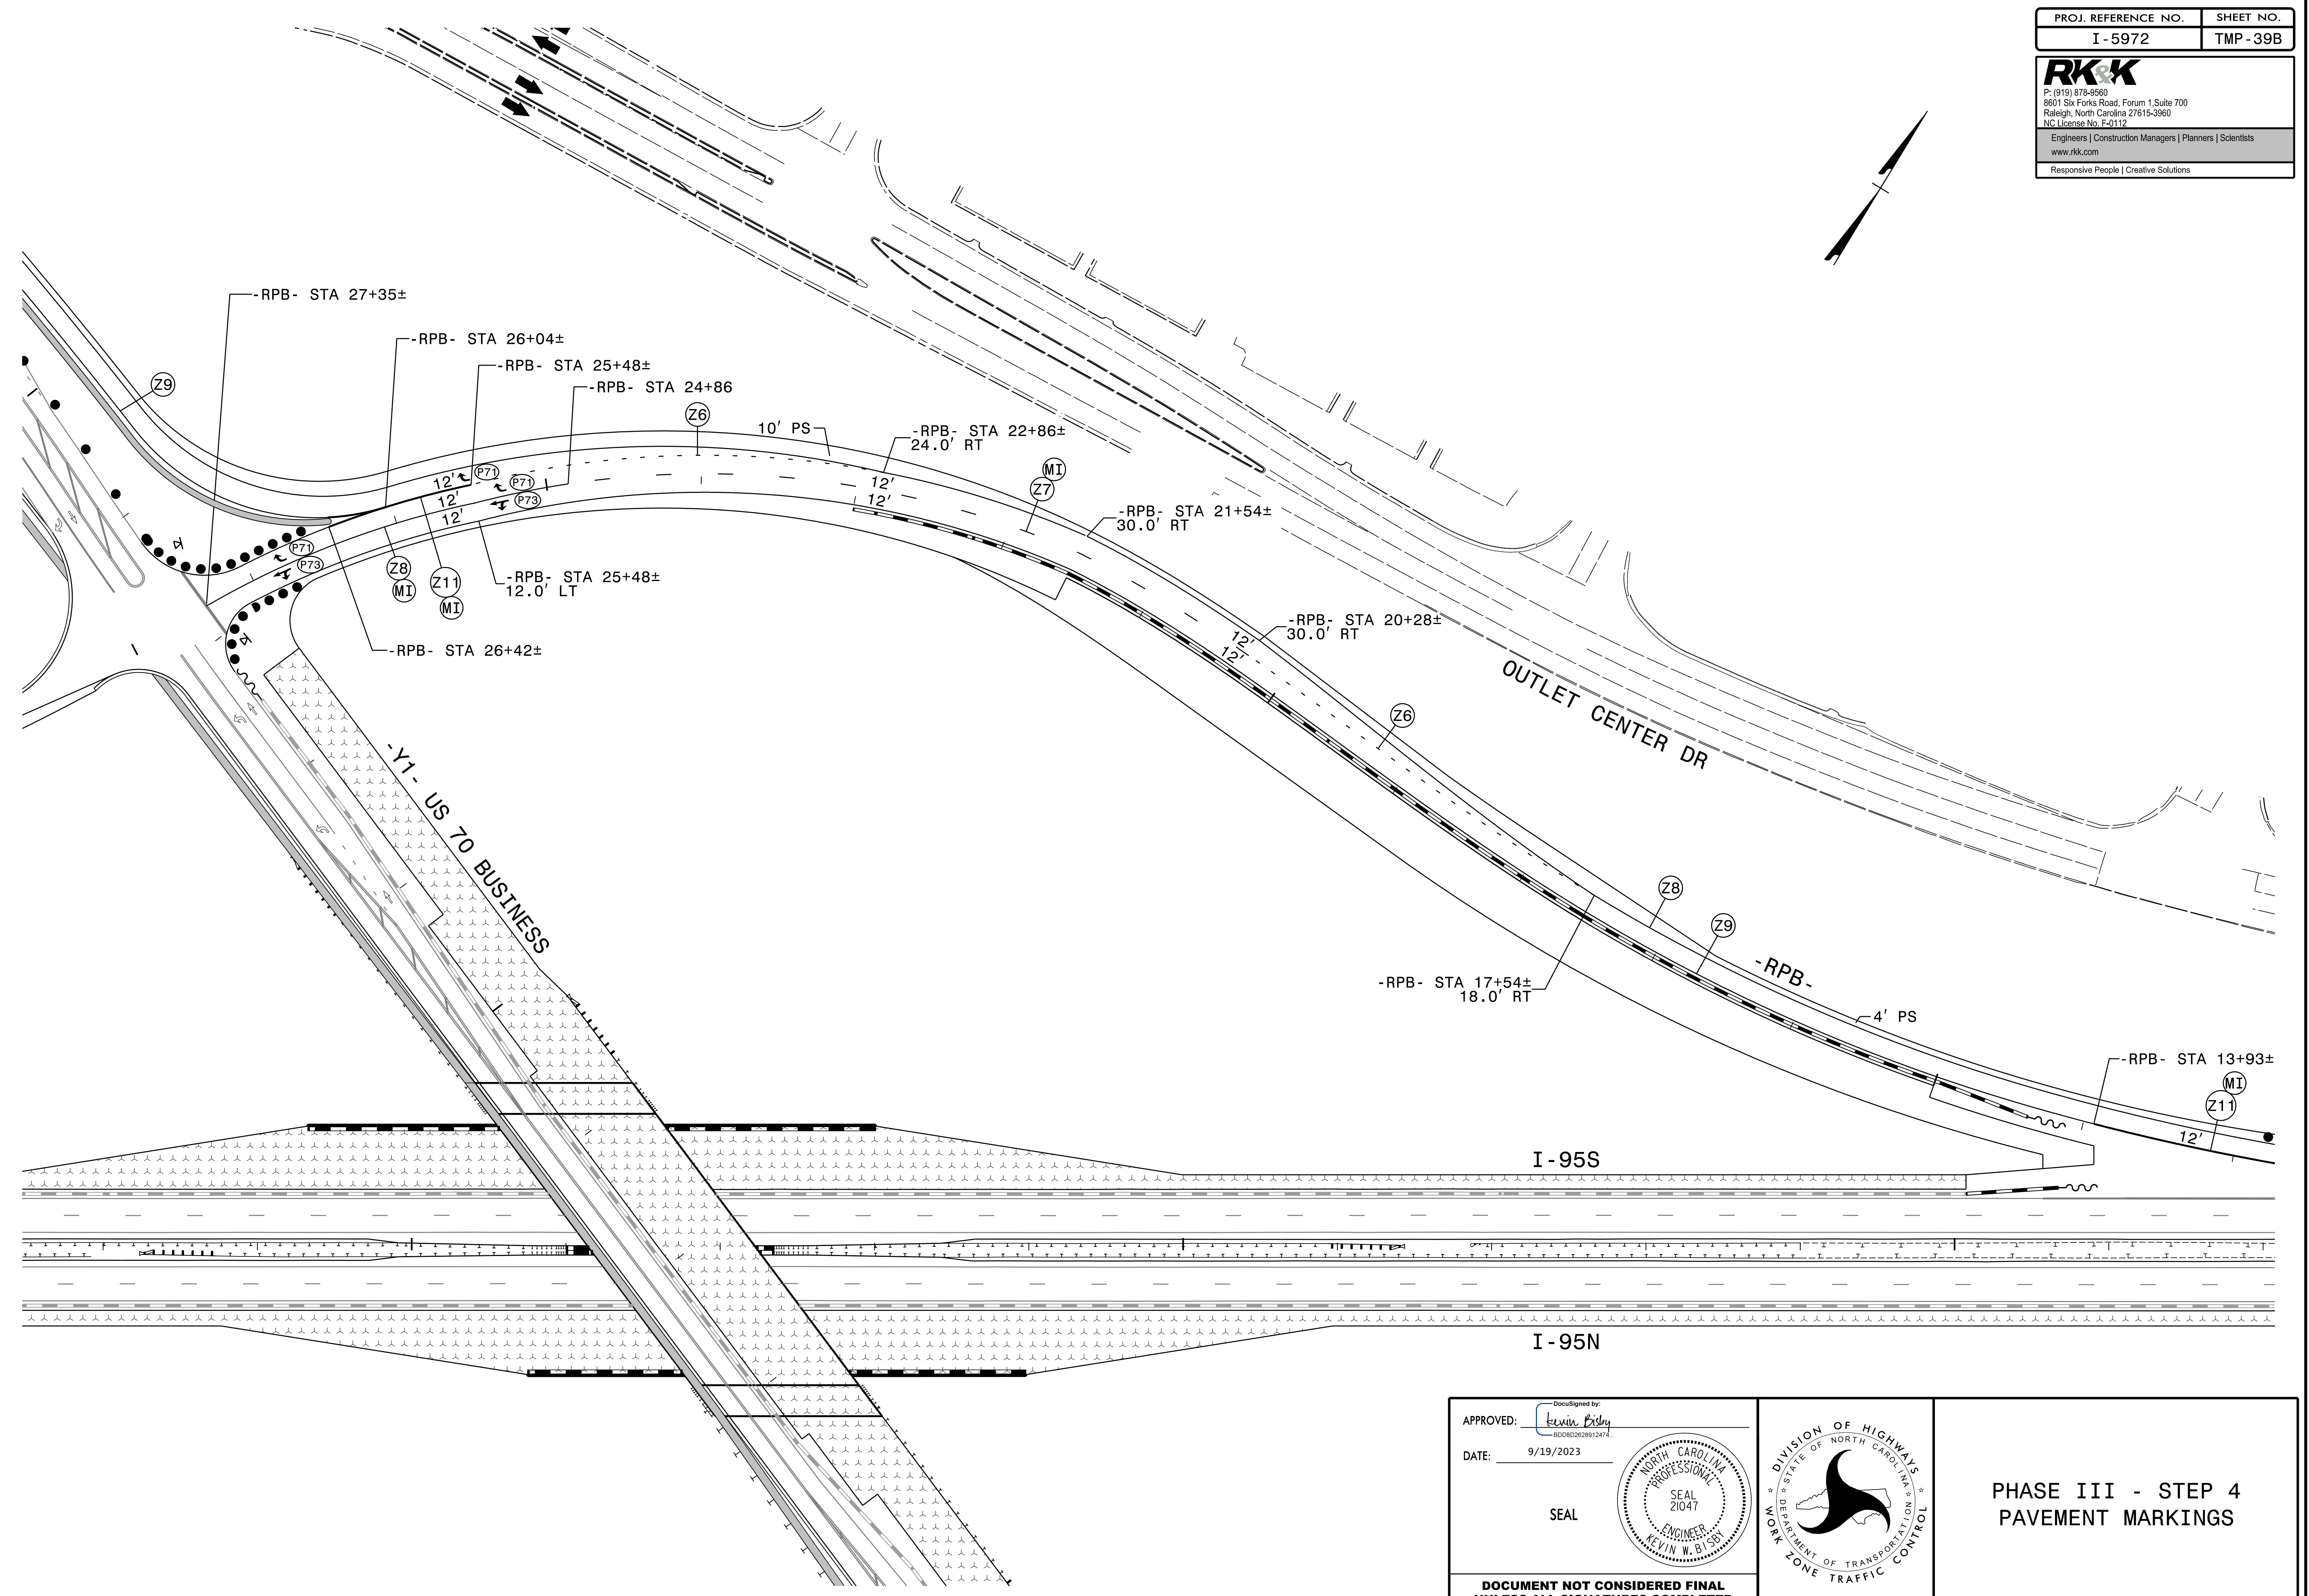 PROJ. REFERENCE NO.
SHEET NO.
I-5972
TMP-39B
RK&K
P: (919) 878-9560
8601 Six Forks Road, Forum 1,Suite 700
Raleigh, North Carolina 27615-3960
NC License No. F-0112
Engineers | Construction Managers | Planners | Scientists
www.rkk.com
Responsive People | Creative Solutions
-RPB- STA 27+35±
-RPB- STA 26+04±
-RPB- STA 25+48±
-RPB- STA 24+86
Z9
Z6
10' PS
-RPB- STA 22+86±
24.0' RT
MI
Z7
12'
P71
12'
P71
12'
P73
12'
12'
-RPB- STA 21+54±
30.0' RT
P71
P73
Z8
MI
Z11
MI
-RPB- STA 25+48±
12.0' LT
-RPB- STA 26+42±
-RPB- STA 20+28±
30.0' RT
12'
12'
OUTLET CENTER DR
Z6
-Y1- US 70 BUSINESS
Z8
Z9
-RPB-
-RPB- STA 17+54±
18.0' RT
4' PS
-RPB- STA 13+93±
MI
Z11
12'
I-95S
I-95N
DocuSigned by:
APPROVED: Kevin Bisby
BDD8D2628912474...
DATE: 9/19/2023
SEAL
NORTH CAROLINA
PROFESSIONAL
SEAL
21047
ENGINEER
KEVIN W. BISBY
DIVISION OF HIGHWAYS
STATE OF NORTH CAROLINA
DEPARTMENT OF TRANSPORTATION
WORK ZONE TRAFFIC CONTROL
PHASE III - STEP 4
PAVEMENT MARKINGS
DOCUMENT NOT CONSIDERED FINAL